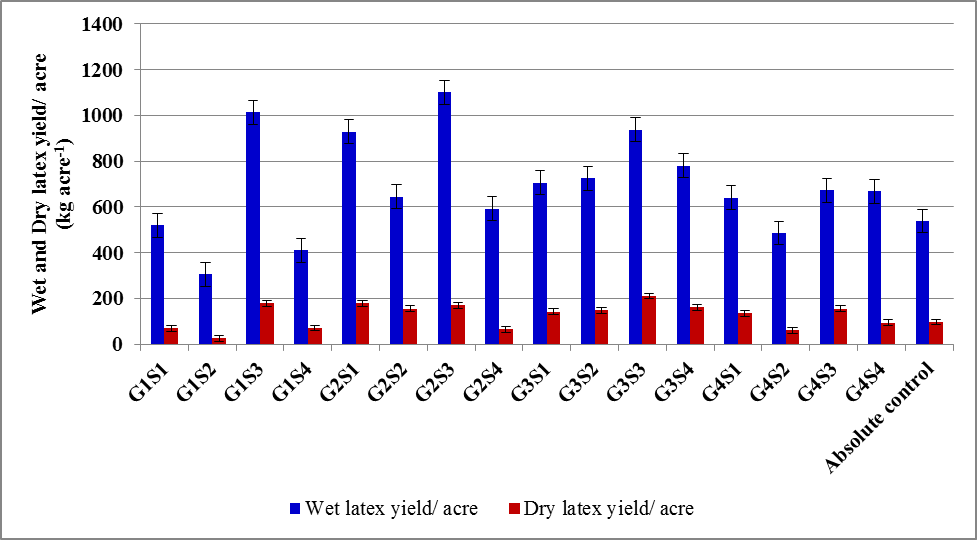 Wet and Dry latex yield/ acre
(kg acre-1)
1400
1200
1000
800
600
400
200
0
G1S1
G1S2
G1S3
G1S4
G2S1
G2S2
G2S3
G2S4
G3S1
G3S2
G3S3
G3S4
G4S1
G4S2
G4S3
G4S4
Absolute control
Wet latex yield/ acre
Dry latex yield/ acre